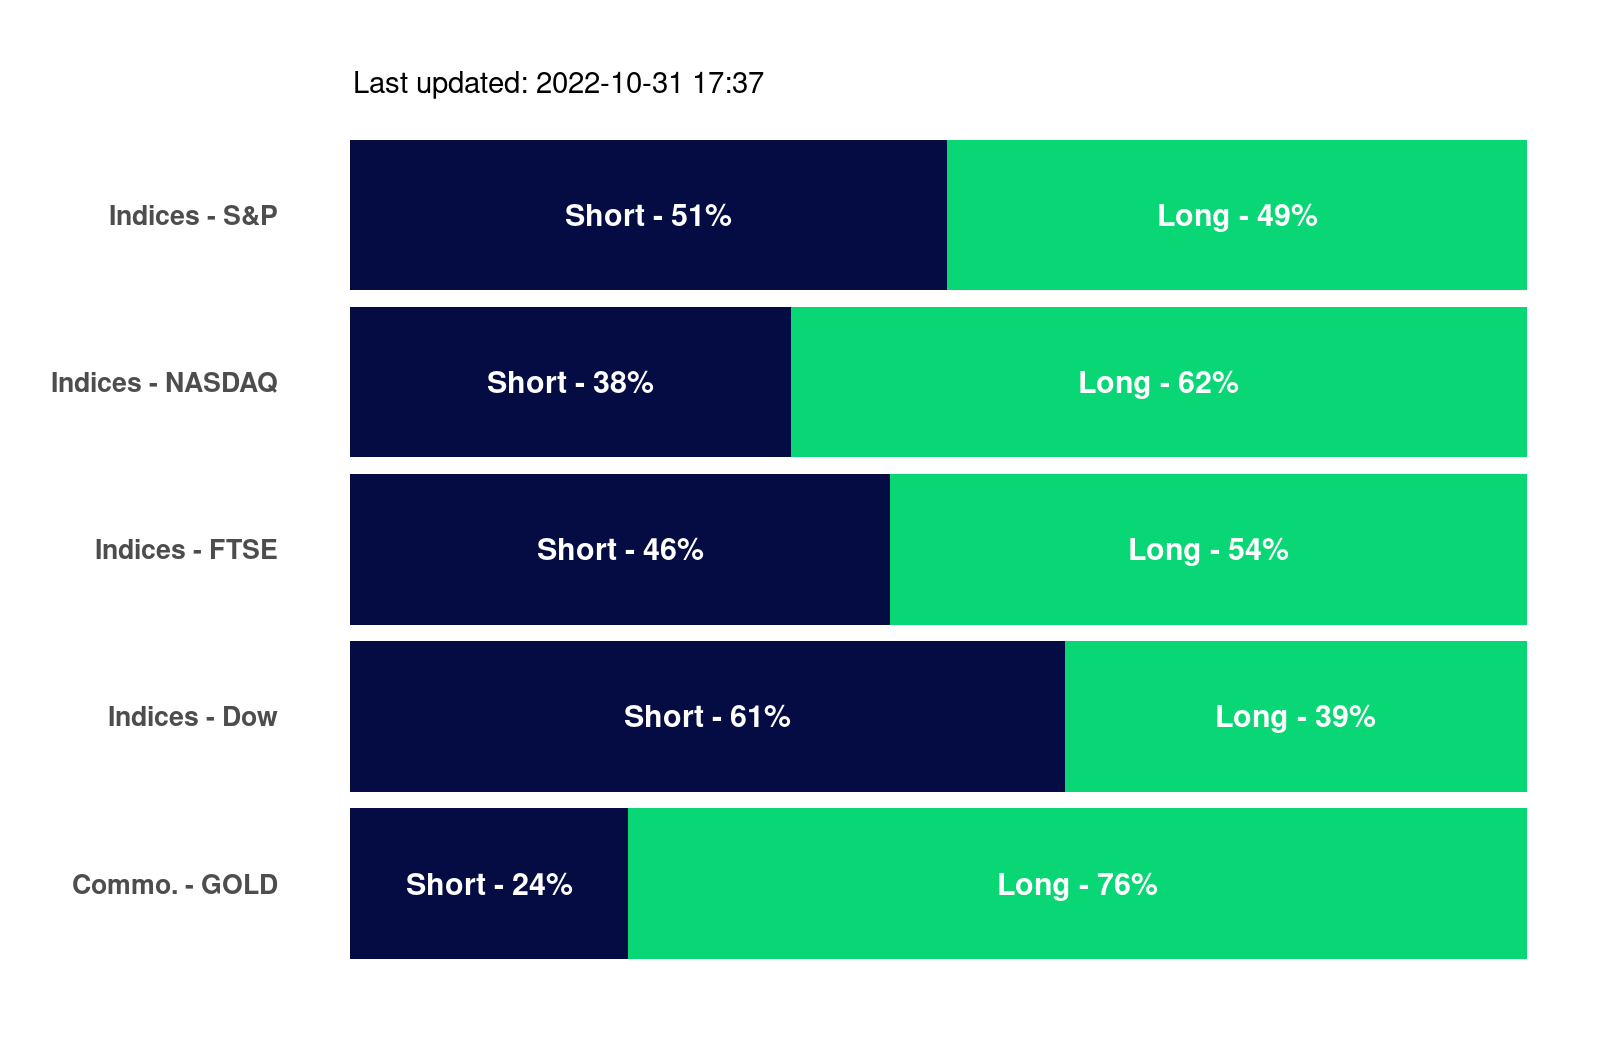 Last updated: 2022-10-31 17:37
Indices - S&P
Short - 51%
Long - 49%
Indices - NASDAQ
Short - 38%
Long - 62%
Indices - FTSE
Short - 46%
Long - 54%
Indices - Dow
Short - 61%
Long - 39%
Commo. - GOLD
Short - 24%
Long - 76%